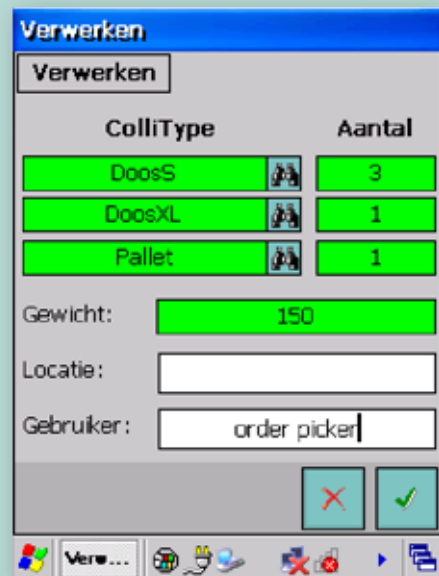 Verwerken
Verwerken
ColliType Aantal
DoosS 3
DoosXL 1
Pallet 1
Gewicht: 150
Locatie:
Gebruiker: order picker
Verw...